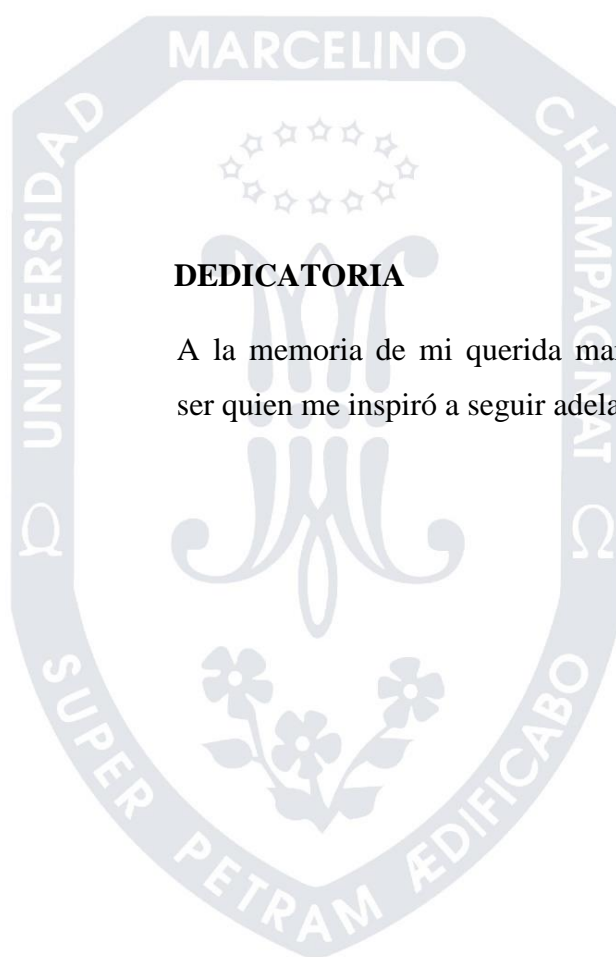 MARCELINO
UNIVERSIDAD
CHAMPAGNAT
DEDICATORIA
A la memoria de mi querida
ser quien me inspiró a seguir
SUPER PETRAM ÆDIFICABO